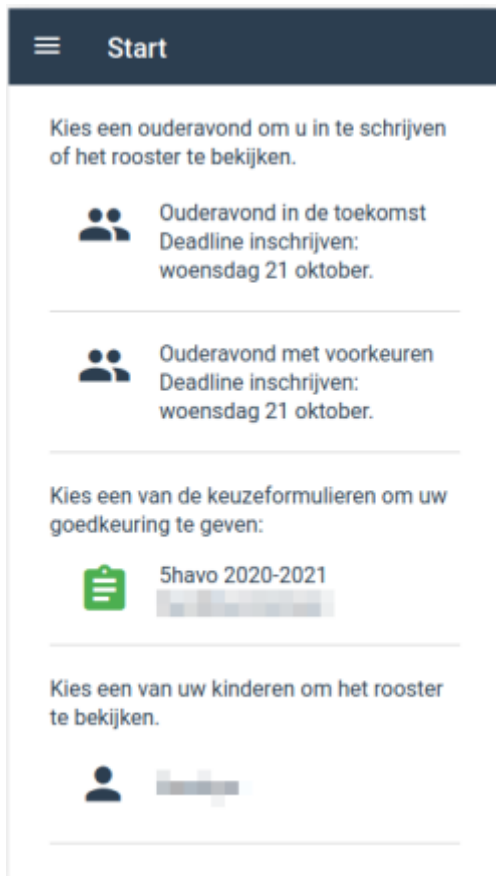 Start
Kies een ouderavond om u in te schrijven
of het rooster te bekijken.
Ouderavond in de toekomst
Deadline inschrijven:
woensdag 21 oktober.
Ouderavond met voorkeuren
Deadline inschrijven:
woensdag 21 oktober.
Kies een van de keuzeformulieren om uw
goedkeuring te geven:
5havo 2020-2021
Kies een van uw kinderen om het rooster
te bekijken.